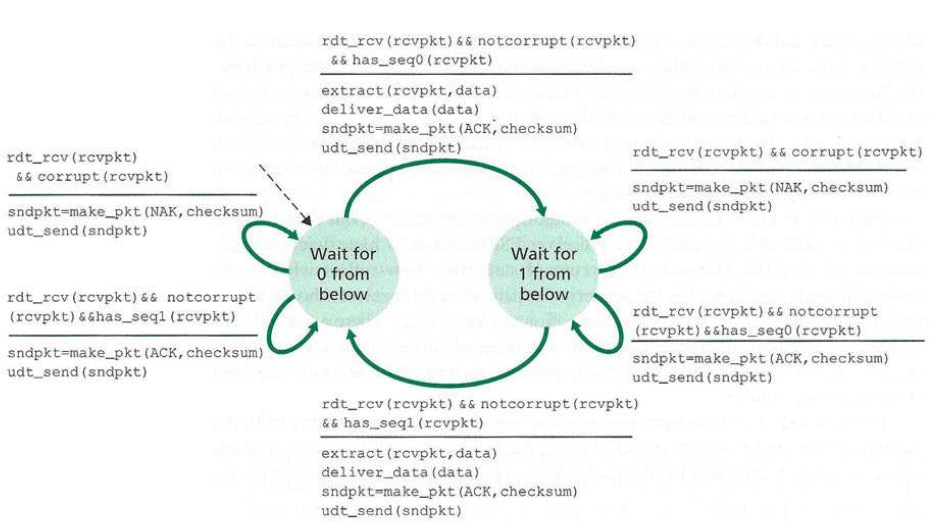 rdt_rcv(rcvpkt)&& notcorrupt(rcvpkt)
&& has_seq0(rcvpkt)
extract(rcvpkt,data)
deliver_data(data)
sndpkt=make_pkt(ACK,checksum)
udt_send(sndpkt)
rdt_rcv(rcvpkt)
&& corrupt(rcvpkt)
sndpkt=make_pkt(NAK,checksum)
udt_send(sndpkt)
rdt_rcv(rcvpkt) && corrupt(rcvpkt)
sndpkt=make_pkt(NAK,checksum)
udt_send(sndpkt)
Wait for
0 from
below
Wait for
1 from
below
rdt_rcv(rcvpkt)&& notcorrupt
(rcvpkt)&&has_seq1(rcvpkt)
sndpkt=make_pkt(ACK,checksum)
udt_send(sndpkt)
rdt_rcv(rcvpkt) && notcorrupt
(rcvpkt)&&has_seq0(rcvpkt)
sndpkt=make_pkt(ACK,checksum)
udt_send(sndpkt)
rdt_rcv(rcvpkt) && notcorrupt(rcvpkt)
&& has_seq1(rcvpkt)
extract(rcvpkt,data)
deliver_data(data)
sndpkt=make_pkt(ACK,checksum)
udt_send(sndpkt)